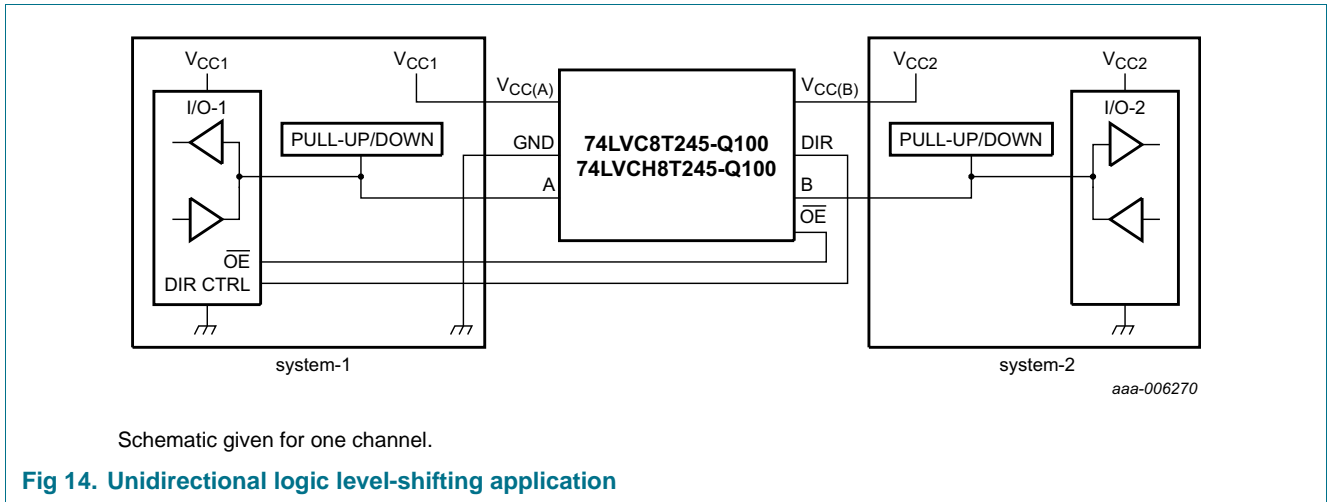 VCC1
VCC1
VCC2
VCC2
VCC(A)
VCC(B)
I/O-1
I/O-2
PULL-UP/DOWN
GND
74LVC8T245-Q100
DIR
PULL-UP/DOWN
74LVCH8T245-Q100
A
B
OE
OE
DIR CTRL
system-1
system-2
aaa-006270
Schematic given for one channel.
Fig 14. Unidirectional logic level-shifting application